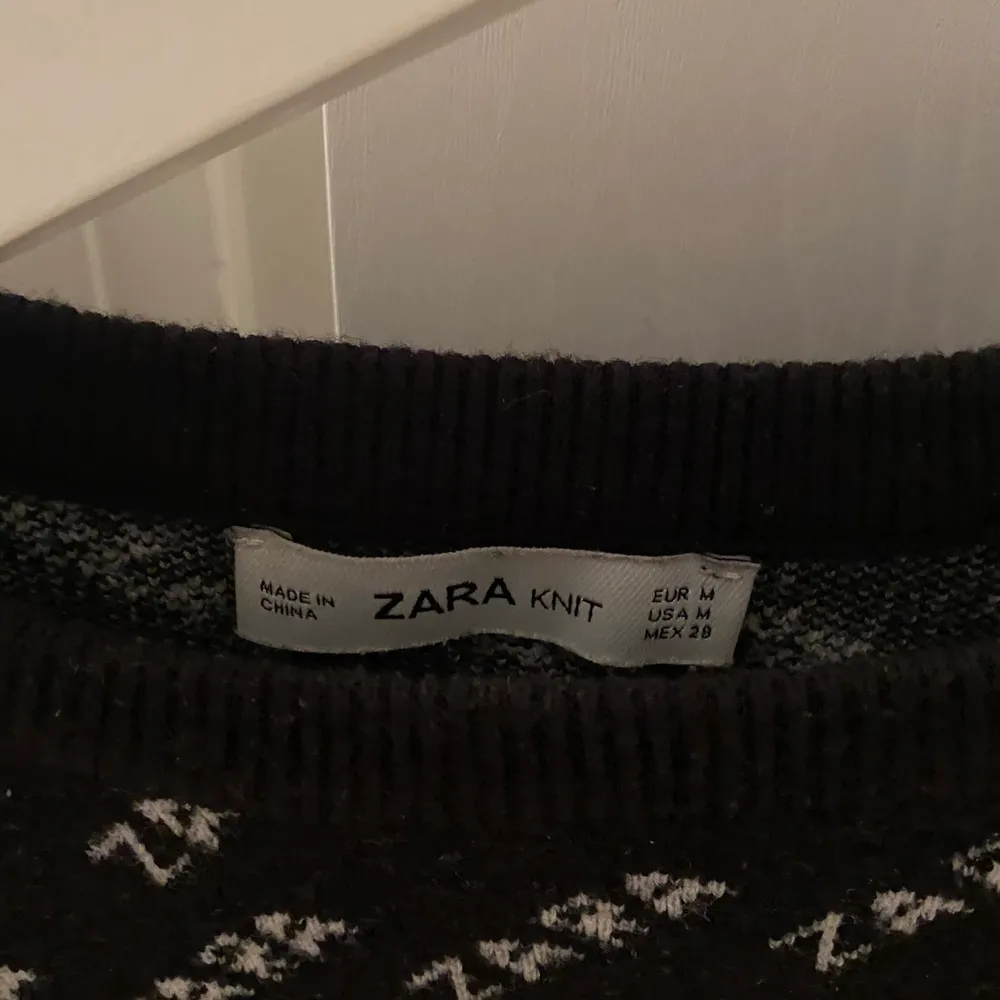 MADE IN
CHINA
ZARA KNIT
EUR M
USA M
MEX 28